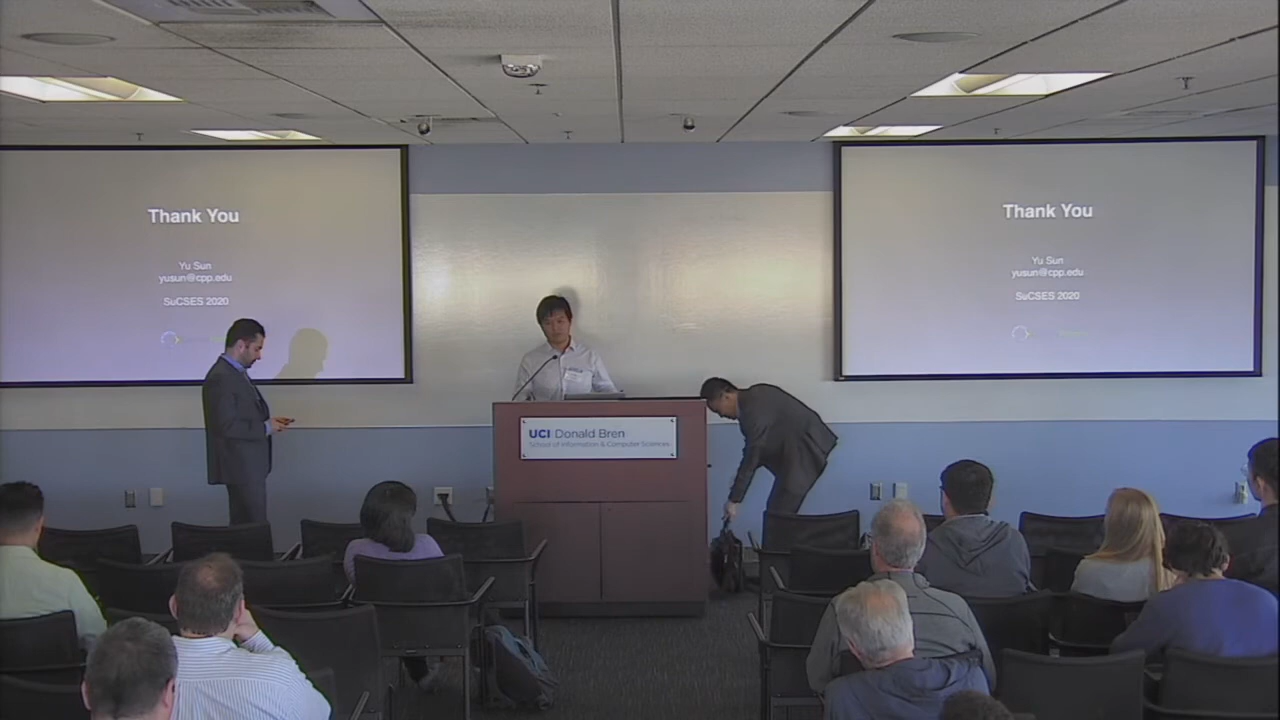 Thank You
Yu Sun
yusun@cpp.edu
SuCSES 2020
Thank You
Yu Sun
yusun@cpp.edu
SuCSES 2020
UCI Donald Bren
School of Information & Computer Sciences